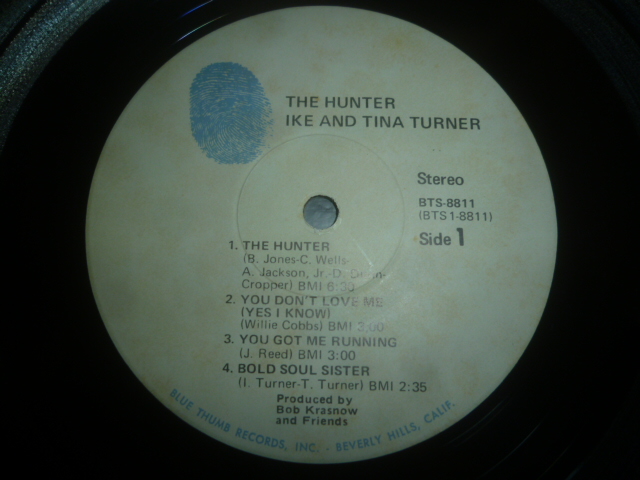 THE HUNTER
IKE AND TINA TURNER
Stereo
BTS-8811
(BTS 1-8811)
Side 1
1. THE HUNTER
(B. Jones-C. Wells-
A. Jackson, Jr.-D. Dunn-
Cropper) BMI 6:30
2. YOU DON'T LOVE ME
(YES I KNOW)
(Willie Cobbs) BMI 3:00
3. YOU GOT ME RUNNING
(J. Reed) BMI 3:00
4. BOLD SOUL SISTER
(I. Turner-T. Turner) BMI 2:35
Produced by
Bob Krasnow
and Friends
BLUE THUMB RECORDS, INC. - BEVERLY HILLS, CALIF.